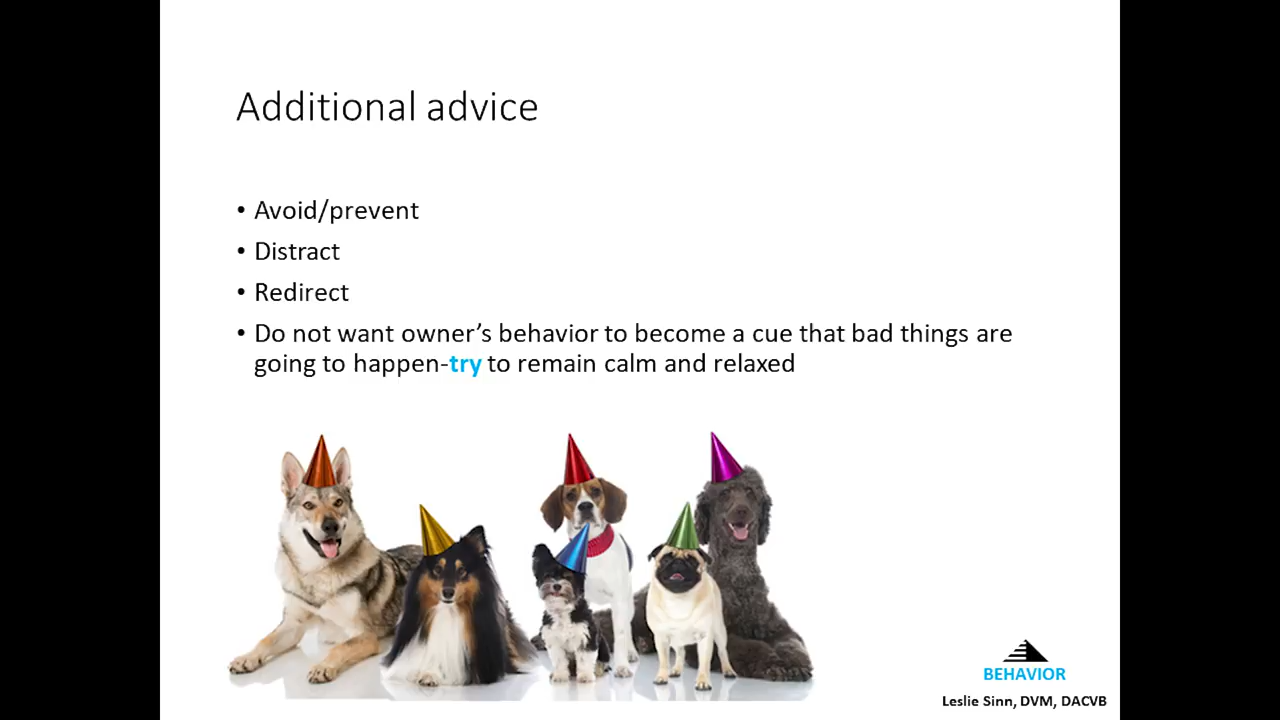 Additional advice
• Avoid/prevent
• Distract
• Redirect
• Do not want owner's behavior to become a cue that bad things are
going to happen-try to remain calm and relaxed
BEHAVIOR
Leslie Sinn, DVM, DACVB